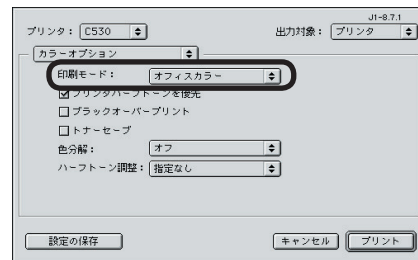 J1-8.7.1
プリンタ： C530 出力対象： プリンタ
カラーオプション
印刷モード： オフィスカラー
プリンタハーフトーンを優先
ブラックオーバープリント
トナーセーブ
色分解： オフ
ハーフトーン調整： 指定なし
設定の保存 キャンセル プリント